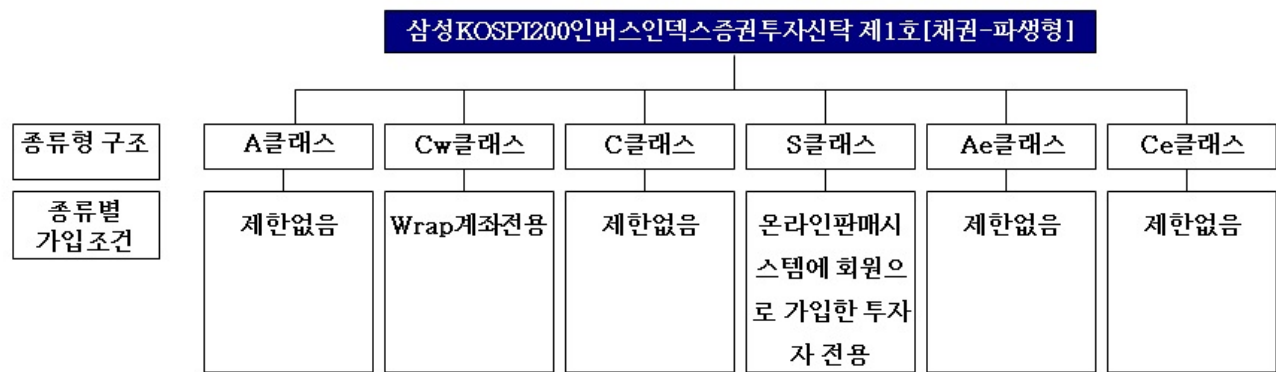 삼성KOSPI200인버스인덱스증권투자신탁 제1호[채권-파생형]
종류형 구조
A클래스
Cw클래스
C클래스
S클래스
Ae클래스
Ce클래스
종류별
가입조건
제한없음
Wrap계좌전용
제한없음
온라인판매시
스템에 회원으
로 가입한 투자
자 전용
제한없음
제한없음